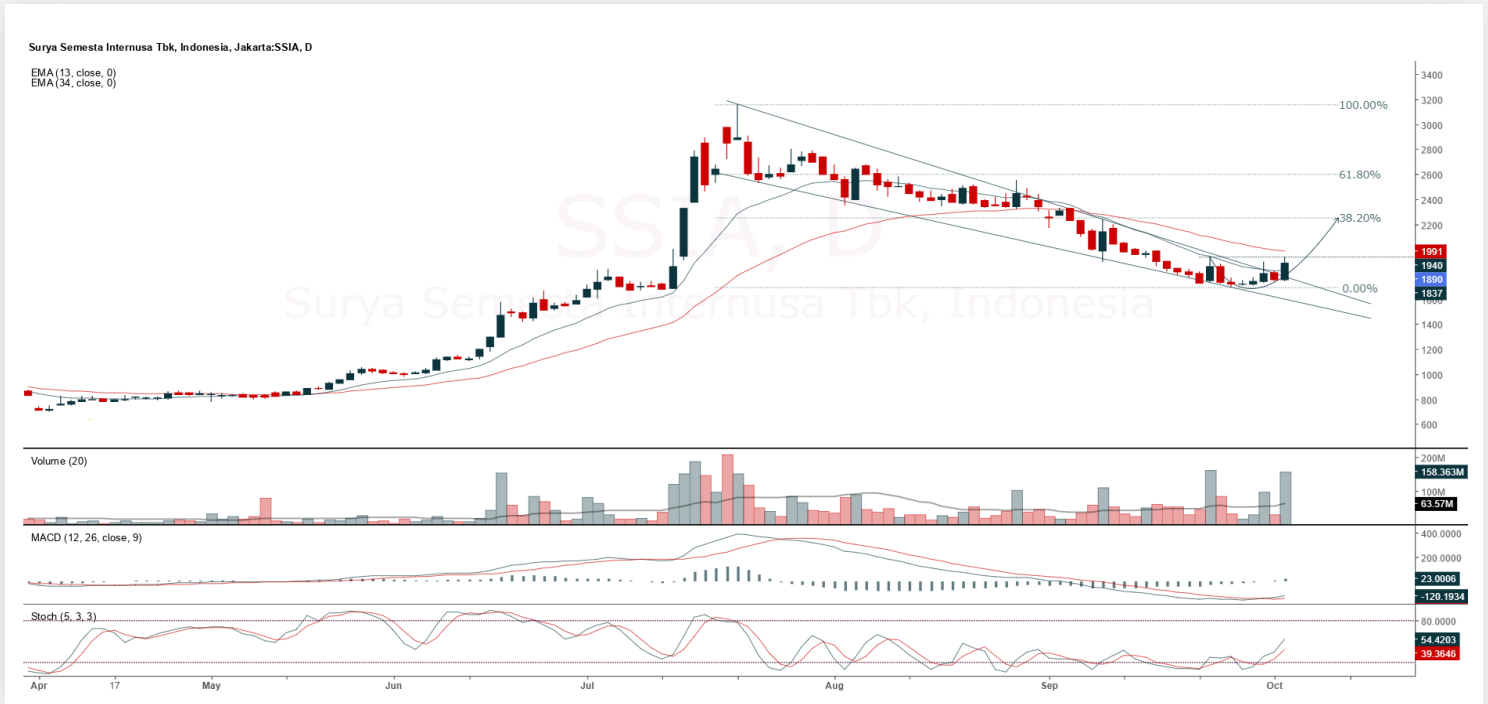 Surya Semesta Internusa Tbk, Indonesia, Jakarta:SSIA, D
EMA (13, close, 0)
EMA (34, close, 0)
SSIA, D
Surya Semesta Internusa Tbk, Indonesia
100.00%
61.80%
38.20%
0.00%
3400
3200
3000
2800
2600
2400
2200
1991
1940
1890
1837
1600
1400
1200
1000
800
600
Volume (20)
200M
158.363M
100M
63.57M
MACD (12, 26, close, 9)
400.0000
200.0000
23.0006
-120.1934
Stoch (5, 3, 3)
80.0000
54.4203
39.3646
Apr 17 May Jun Jul Aug Sep Oct